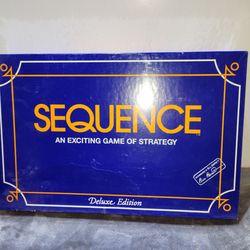 SEQUENCE
AN EXCITING GAME OF STRATEGY
Deluxe Edition